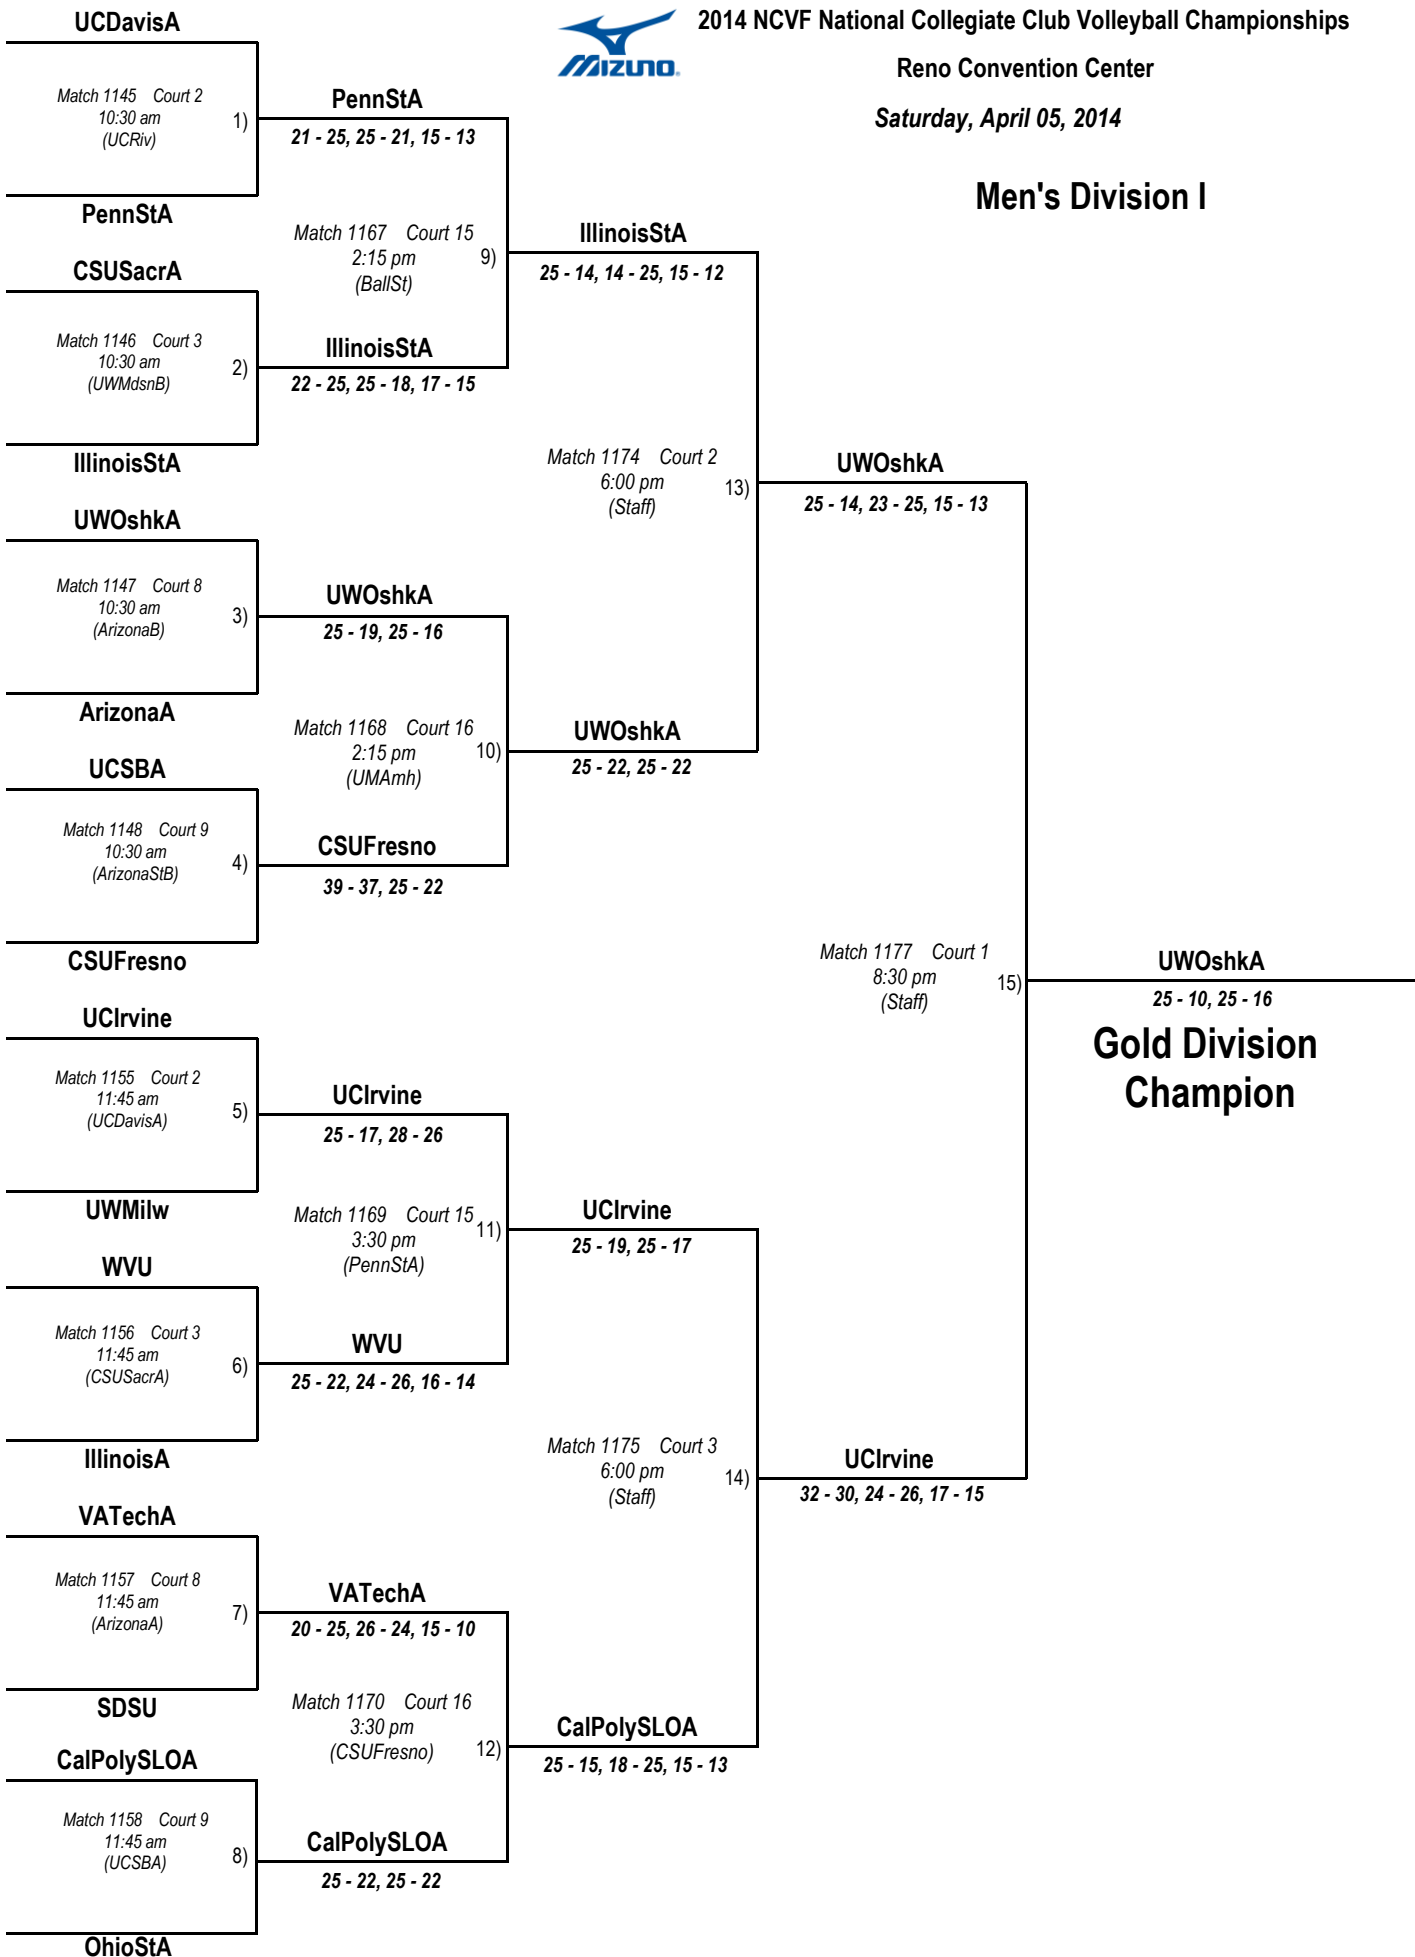 MIZUNO.
2014 NCVF National Collegiate Club Volleyball Championships
Reno Convention Center
Saturday, April 05, 2014
Men's Division I
UCDavisA
Match 1145 Court 2
10:30 am
(UCRiv)
1)
PennStA
CSUSacrA
Match 1146 Court 3
10:30 am
(UWMdsnB)
2)
IllinoisStA
UWOshkA
Match 1147 Court 8
10:30 am
(ArizonaB)
3)
ArizonaA
UCSBA
Match 1148 Court 9
10:30 am
(ArizonaStB)
4)
CSUFresno
UCIrvine
Match 1155 Court 2
11:45 am
(UCDavisA)
5)
UWMilw
WVU
Match 1156 Court 3
11:45 am
(CSUSacrA)
6)
IllinoisA
VATechA
Match 1157 Court 8
11:45 am
(ArizonaA)
7)
SDSU
CalPolySLOA
Match 1158 Court 9
11:45 am
(UCSBA)
8)
OhioStA
PennStA
21 - 25, 25 - 21, 15 - 13
Match 1167 Court 15
2:15 pm
(BallSt)
9)
IllinoisStA
22 - 25, 25 - 18, 17 - 15
UWOshkA
25 - 19, 25 - 16
Match 1168 Court 16
2:15 pm
(UMAmh)
10)
CSUFresno
39 - 37, 25 - 22
UCIrvine
25 - 17, 28 - 26
Match 1169 Court 15
3:30 pm
(PennStA)
11)
WVU
25 - 22, 24 - 26, 16 - 14
VATechA
20 - 25, 26 - 24, 15 - 10
Match 1170 Court 16
3:30 pm
(CSUFresno)
12)
CalPolySLOA
25 - 22, 25 - 22
IllinoisStA
25 - 14, 14 - 25, 15 - 12
Match 1174 Court 2
6:00 pm
(Staff)
13)
UWOshkA
25 - 22, 25 - 22
UCIrvine
25 - 19, 25 - 17
Match 1175 Court 3
6:00 pm
(Staff)
14)
CalPolySLOA
25 - 15, 18 - 25, 15 - 13
UWOshkA
25 - 14, 23 - 25, 15 - 13
Match 1177 Court 1
8:30 pm
(Staff)
15)
UCIrvine
32 - 30, 24 - 26, 17 - 15
UWOshkA
25 - 10, 25 - 16
Gold Division
Champion